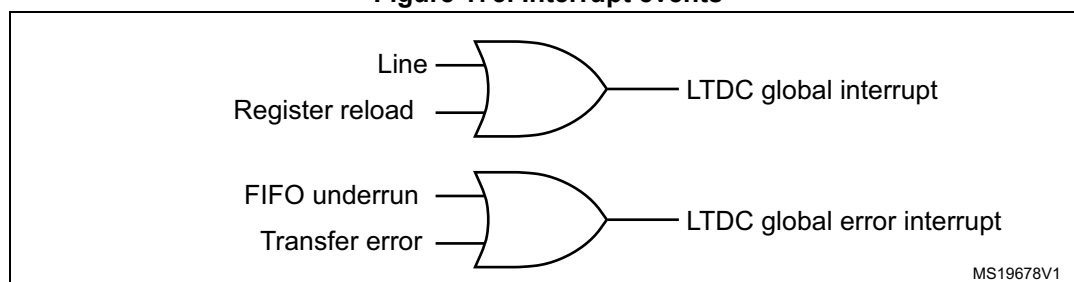 Line
LTDC global interrupt
Register reload
FIFO underrun
LTDC global error interrupt
Transfer error
MS19678V1